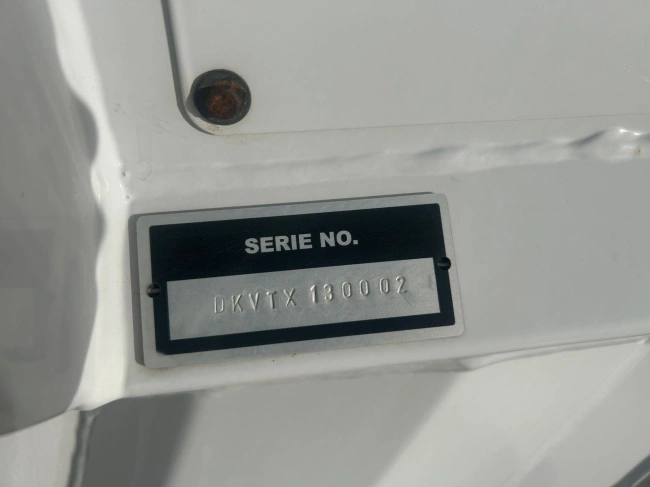 SERIE NO.
DKVTX 130002